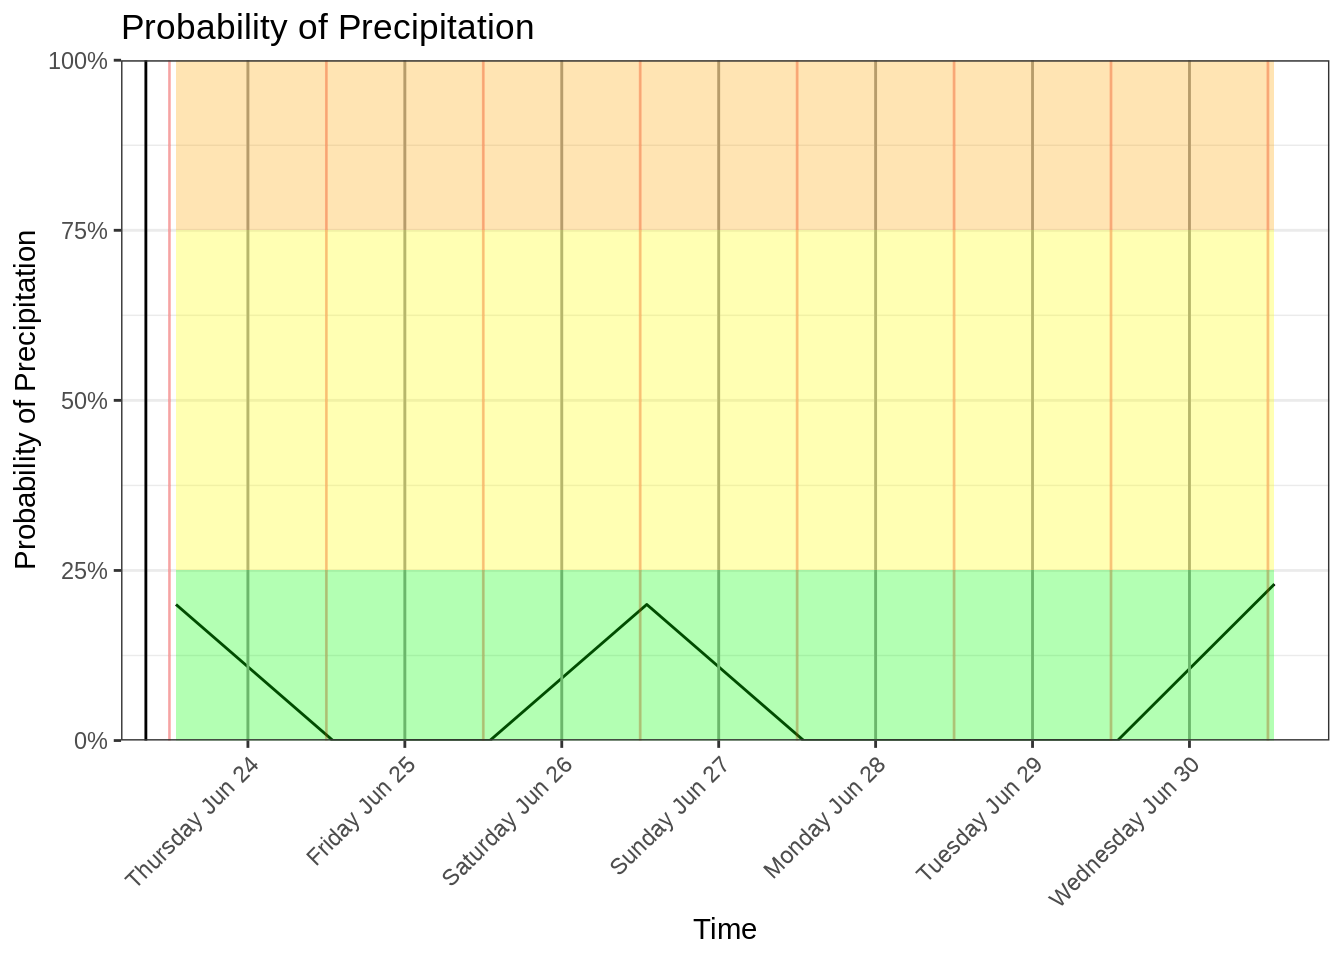 Probability of Precipitation
100%
75%
50%
25%
0%
Probability of Precipitation
Thursday Jun 24
Friday Jun 25
Saturday Jun 26
Sunday Jun 27
Monday Jun 28
Tuesday Jun 29
Wednesday Jun 30
Time